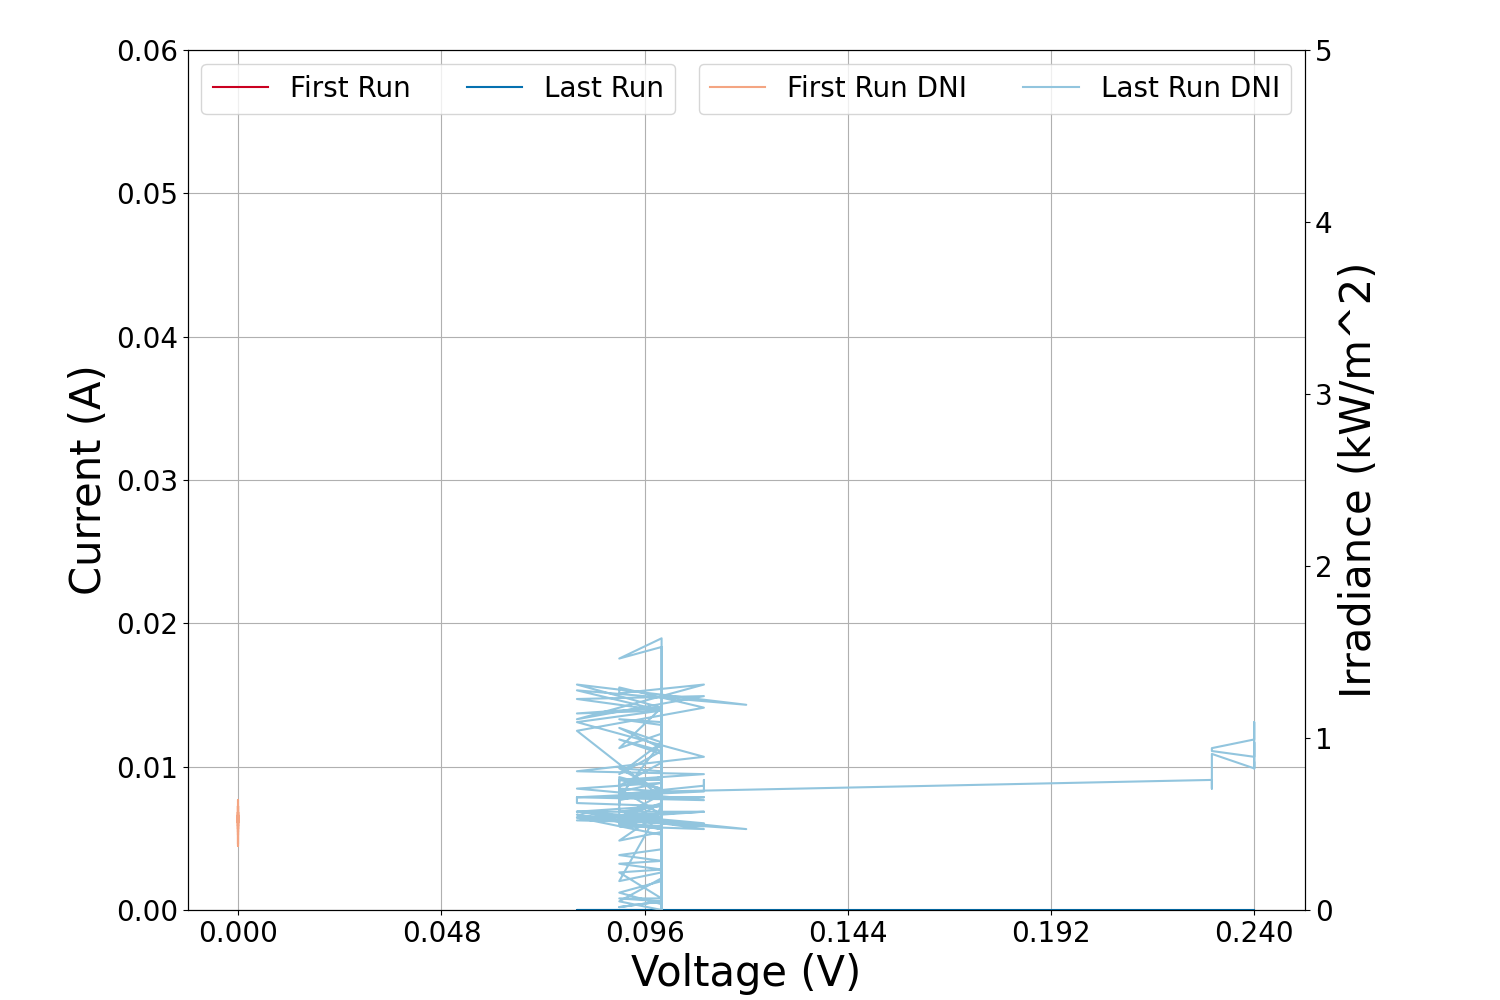 First Run
Last Run
First Run DNI
Last Run DNI
0.06
0.05
0.04
0.03
0.02
0.01
0.00
Current (A)
5
4
3
2
1
0
Irradiance (kW/m^2)
0.000 0.048 0.096 0.144 0.192 0.240
Voltage (V)